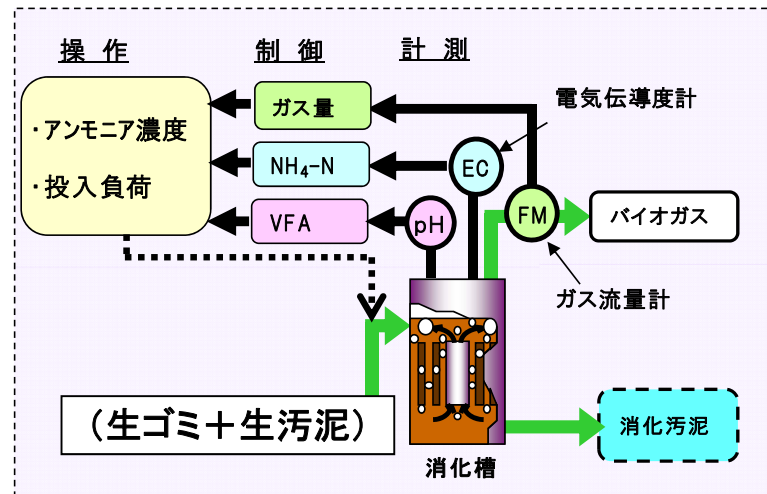 操 作
制 御
計 測
・アンモニア濃度
・投入負荷
ガス量
NH₄-N
VFA
電気伝導度計
EC
FM
pH
バイオガス
ガス流量計
（生ゴミ＋生汚泥）
消化汚泥
消化槽